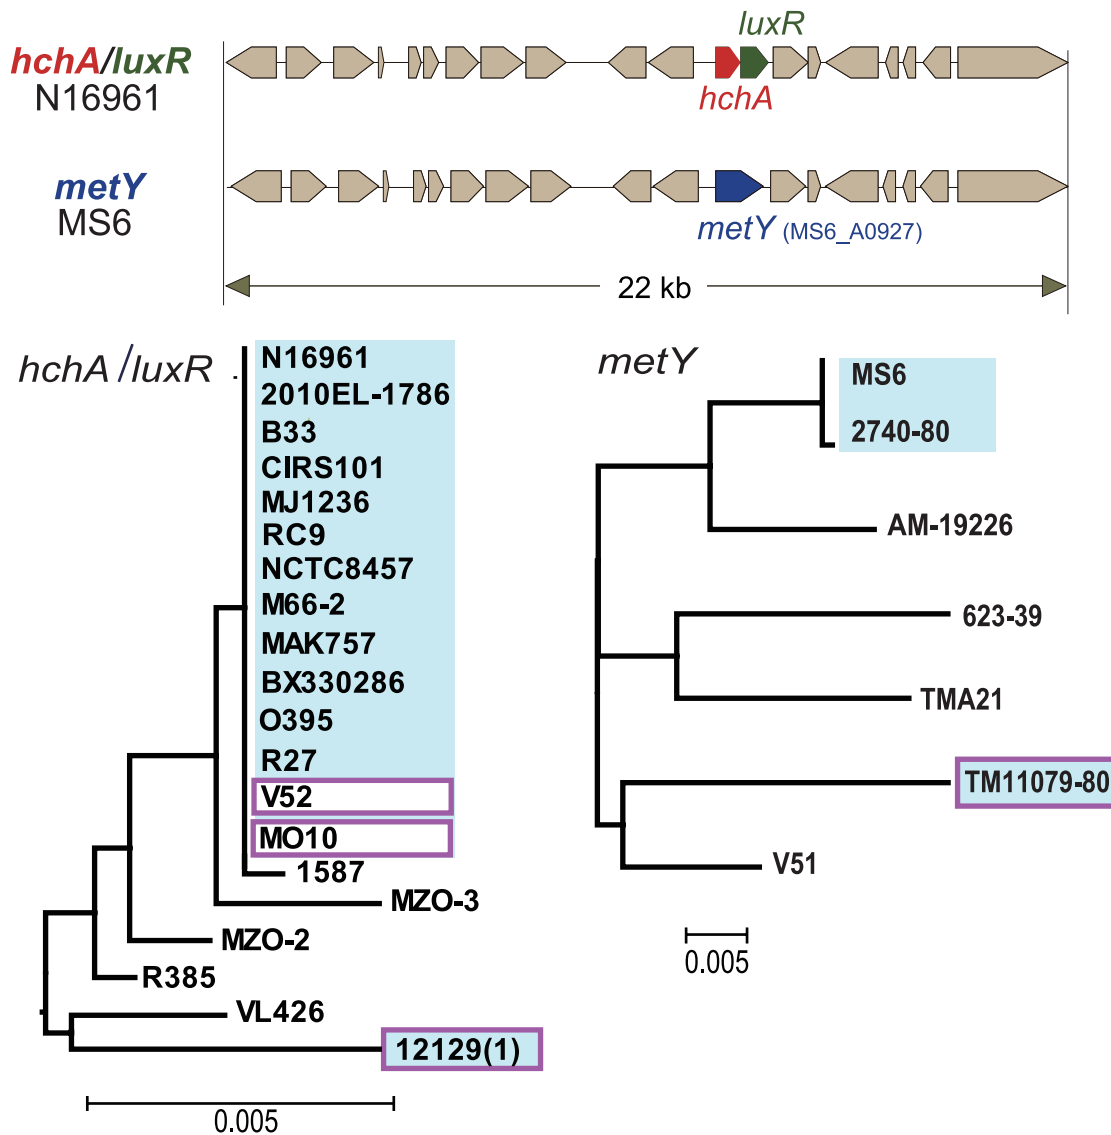 luxR
hchA/luxR
N16961
hchA
metY
MS6
metY (MS6_A0927)
22 kb
hchA/luxR
N16961
2010EL-1786
B33
CIRS101
MJ1236
RC9
NCTC8457
M66-2
MAK757
BX330286
O395
R27
V52
MO10
1587
MZO-3
MZO-2
R385
VL426
12129(1)
0.005
metY
MS6
2740-80
AM-19226
623-39
TMA21
TM11079-80
V51
0.005